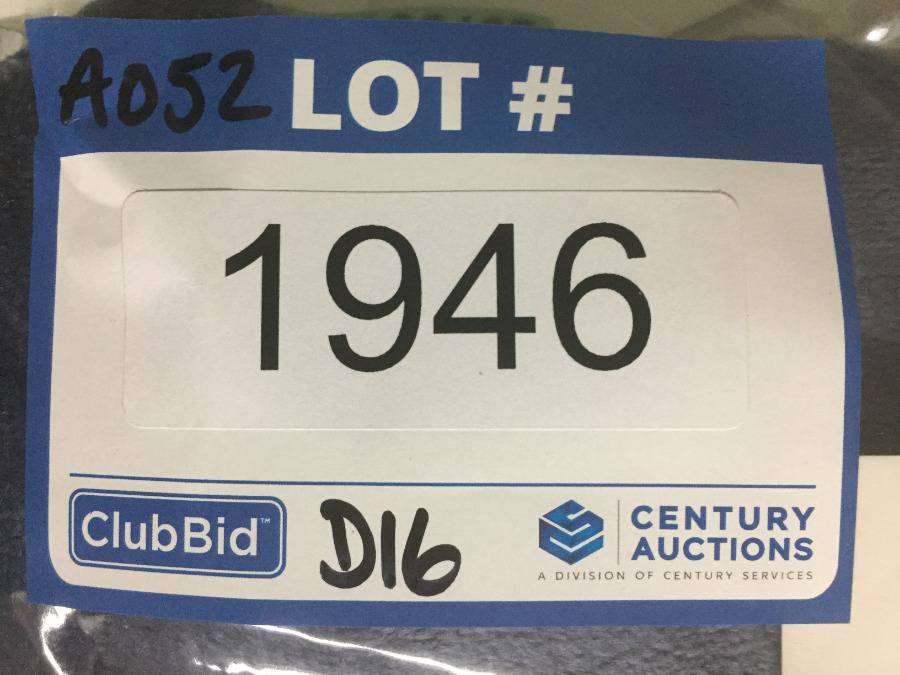 A052 LOT #
1946
ClubBid™ D16 CENTURY
AUCTIONS
A DIVISION OF CENTURY SERVICES